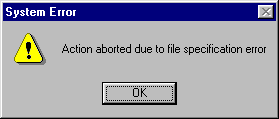 System Error
Action aborted due to file specification error
OK